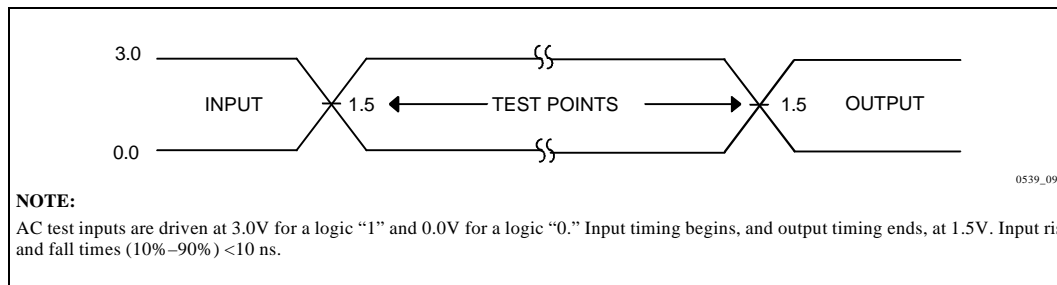 3.0
INPUT 1.5 TEST POINTS 1.5 OUTPUT
0.0
0539_09
NOTE:
AC test inputs are driven at 3.0V for a logic “1” and 0.0V for a logic “0.” Input timing begins, and output timing ends, at 1.5V. Input
and fall times (10%–90%) <10 ns.